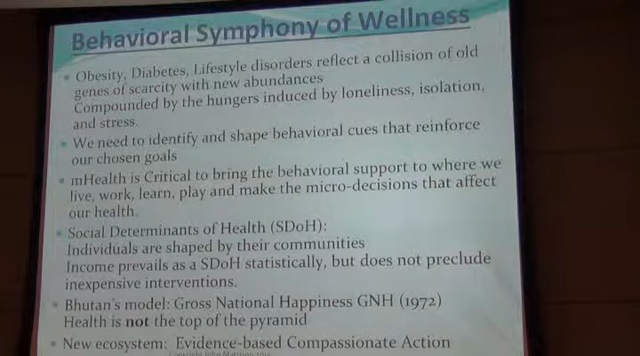 Behavioral Symphony of Wellness
• Obesity, Diabetes, Lifestyle disorders reflect a collision of old
genes of scarcity with new abundances
Compounded by the hungers induced by loneliness, isolation,
and stress.
• We need to identify and shape behavioral cues that reinforce
our chosen goals
• mHealth is Critical to bring the behavioral support to where we
live, work, learn, play and make the micro-decisions that affect
our health.
• Social Determinants of Health (SDoH):
Individuals are shaped by their communities
Income prevails as a SDoH statistically, but does not preclude
inexpensive interventions.
• Bhutan's model: Gross National Happiness GNH (1972)
Health is not the top of the pyramid
• New ecosystem: Evidence-based Compassionate Action